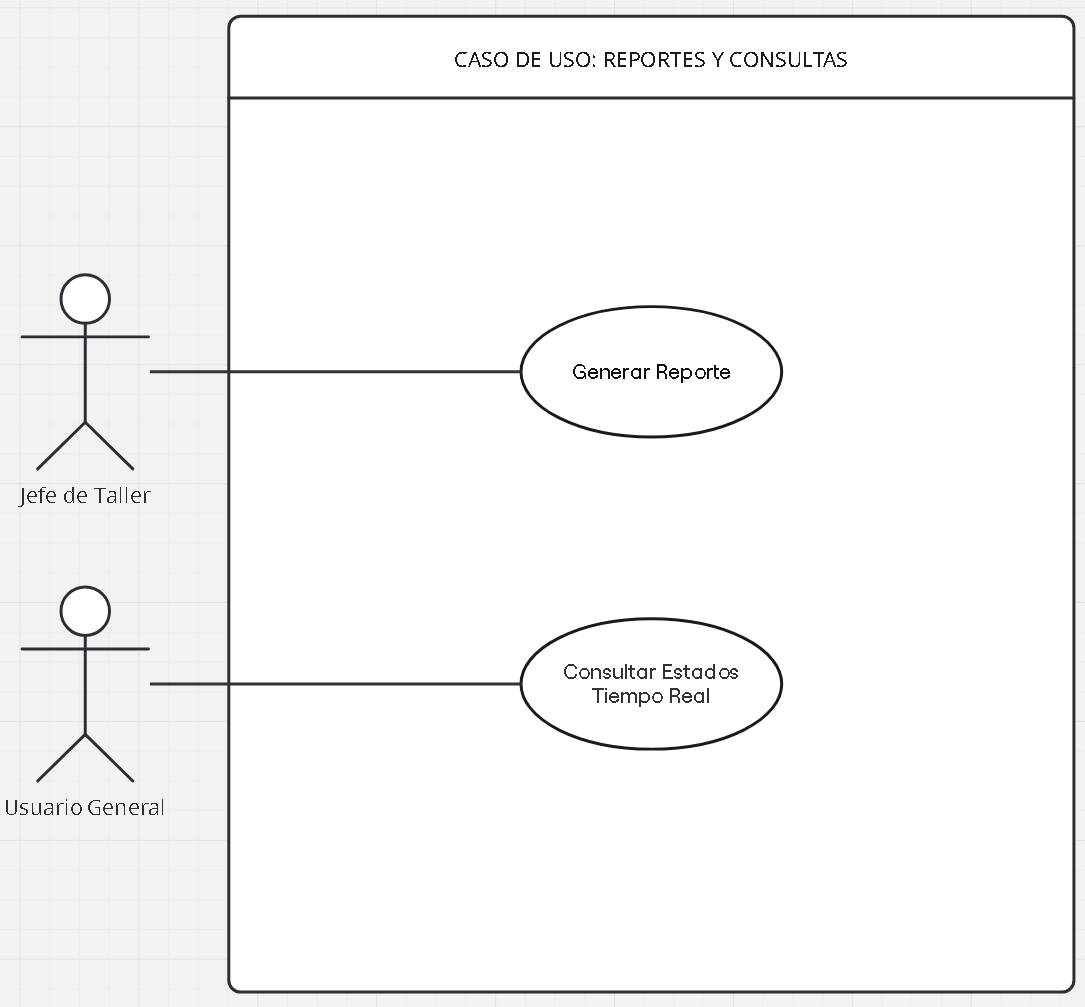 CASO DE USO: REPORTES Y CONSULTAS
Generar Reporte
Jefe de Taller
Consultar Estados
Tiempo Real
Usuario General